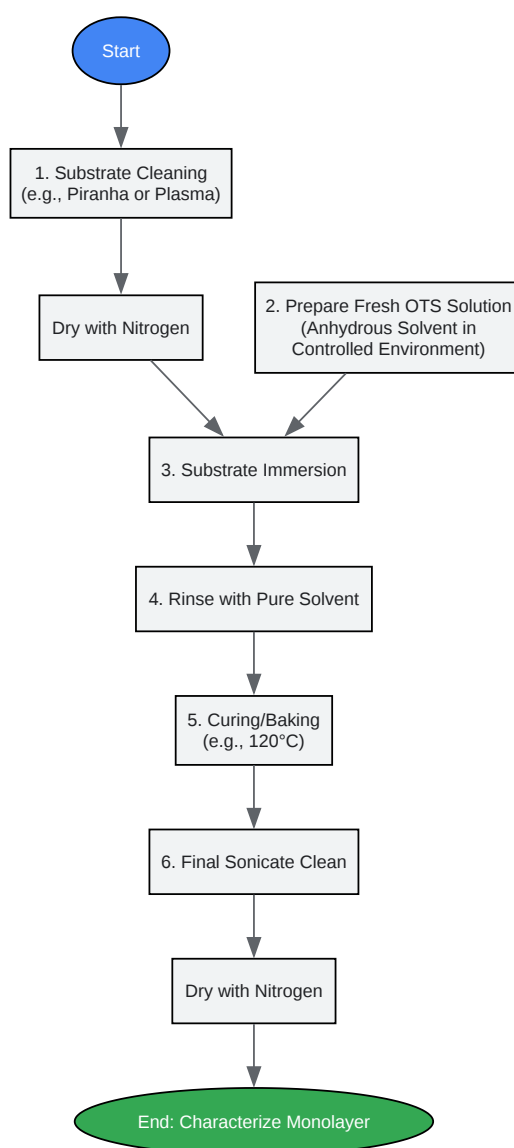 Start
1. Substrate Cleaning
(e.g., Piranha or Plasma)
Dry with Nitrogen
2. Prepare Fresh OTS Solution
(Anhydrous Solvent in
Controlled Environment)
3. Substrate Immersion
4. Rinse with Pure Solvent
5. Curing/Baking
(e.g., 120°C)
6. Final Sonicate Clean
Dry with Nitrogen
End: Characterize Monolayer